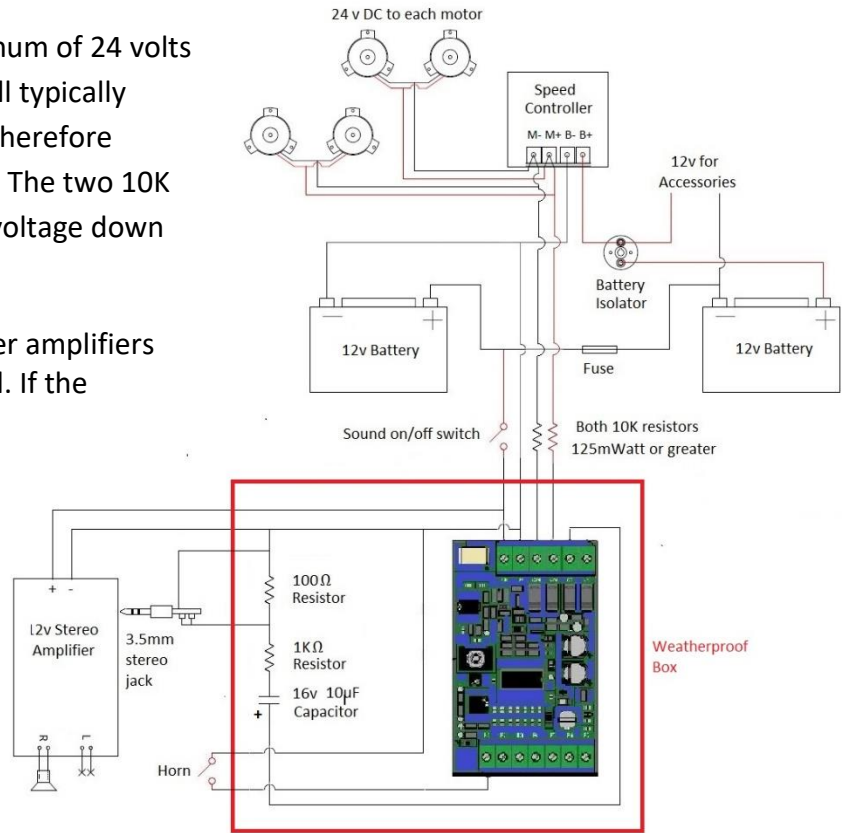 24 v DC to each motor
num of 24 volts
ll typically
herefore
The two 10K
voltage down
er amplifiers
l. If the
Speed
Controller
M- M+ B- B+
12v for
Accessories
Battery
Isolator
12v Battery
Fuse
12v Battery
Sound on/off switch
Both 10K resistors
125mWatt or greater
+ -
12v Stereo
Amplifier
R L
3.5mm
stereo
jack
100Ω
Resistor
1KΩ
Resistor
16v 10µF
Capacitor
+
Horn
Weatherproof
Box